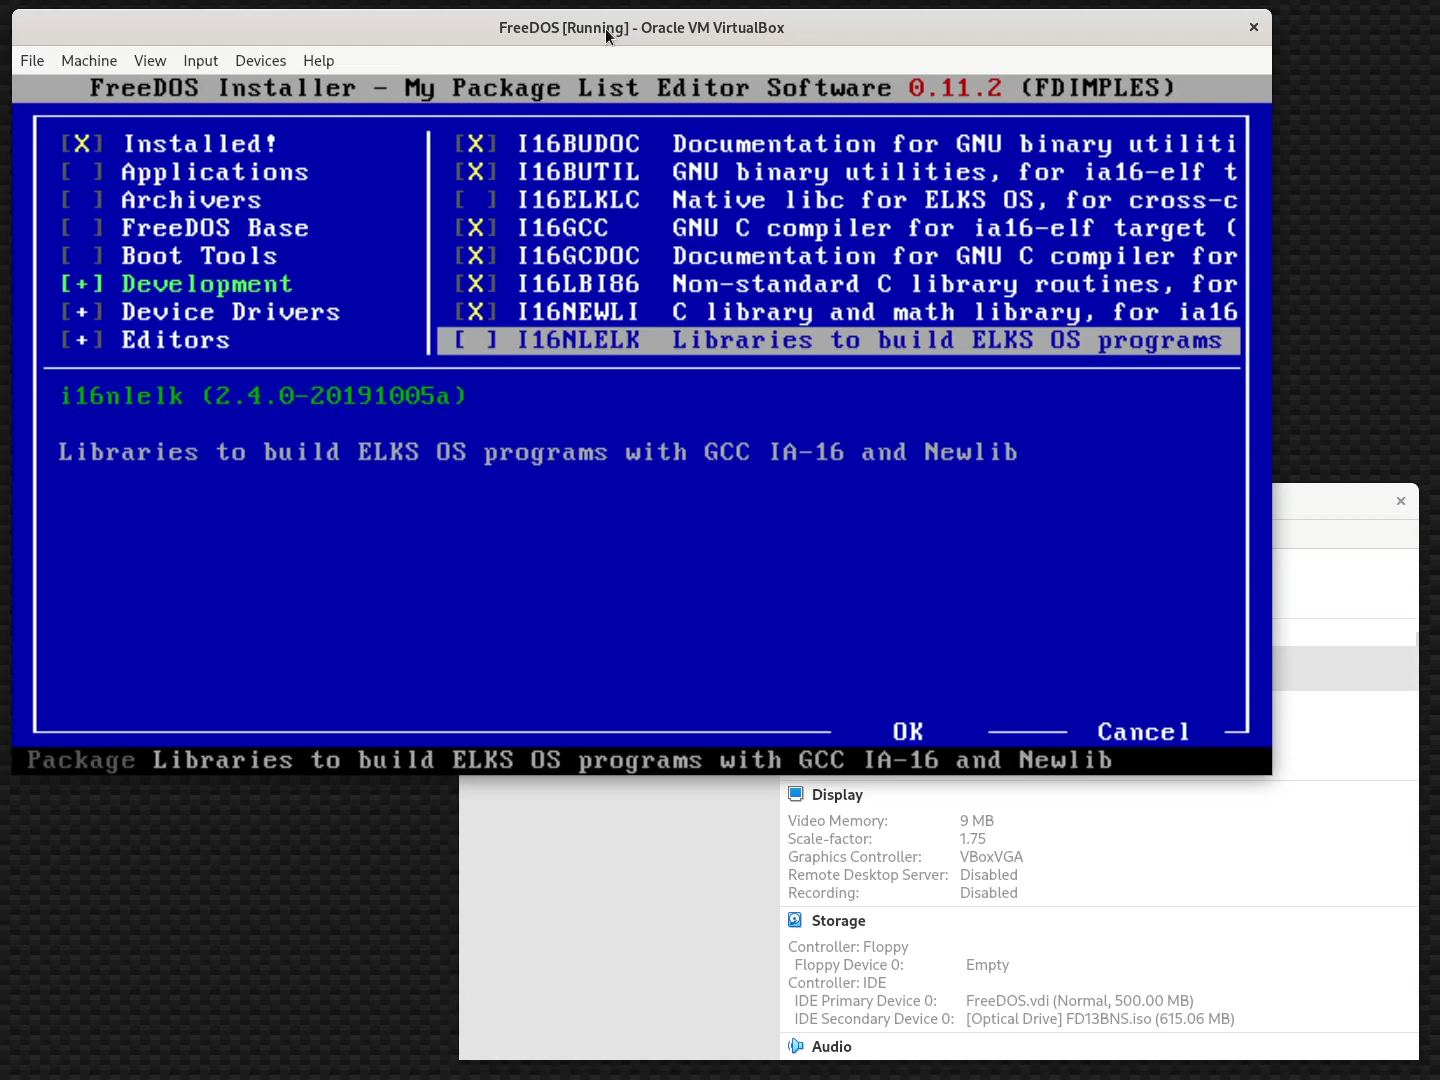 FreeDOS [Running] - Oracle VM VirtualBox
File Machine View Input Devices Help
FreeDOS Installer - My Package List Editor Software 0.11.2 (FDIMPLES)
[X] Installed!
[ ] Applications
[ ] Archivers
[ ] FreeDOS Base
[ ] Boot Tools
[+] Development
[+] Device Drivers
[+] Editors
[X] I16BUDOC Documentation for GNU binary utiliti
[X] I16BUTIL GNU binary utilities, for ia16-elf t
[ ] I16ELKLC Native libc for ELKS OS, for cross-c
[X] I16GCC GNU C compiler for ia16-elf target (
[X] I16GCDOC Documentation for GNU C compiler for
[X] I16LBI86 Non-standard C library routines, for
[X] I16NEWLI C library and math library, for ia16
[ ] I16NLELK Libraries to build ELKS OS programs
i16nlelk (2.4.0-20191005a)
Libraries to build ELKS OS programs with GCC IA-16 and Newlib
OK Cancel
Package Libraries to build ELKS OS programs with GCC IA-16 and Newlib
Display
Video Memory: 9 MB
Scale-factor: 1.75
Graphics Controller: VBoxVGA
Remote Desktop Server: Disabled
Recording: Disabled
Storage
Controller: Floppy
Floppy Device 0: Empty
Controller: IDE
IDE Primary Device 0: FreeDOS.vdi (Normal, 500.00 MB)
IDE Secondary Device 0: [Optical Drive] FD13BNS.iso (615.06 MB)
Audio